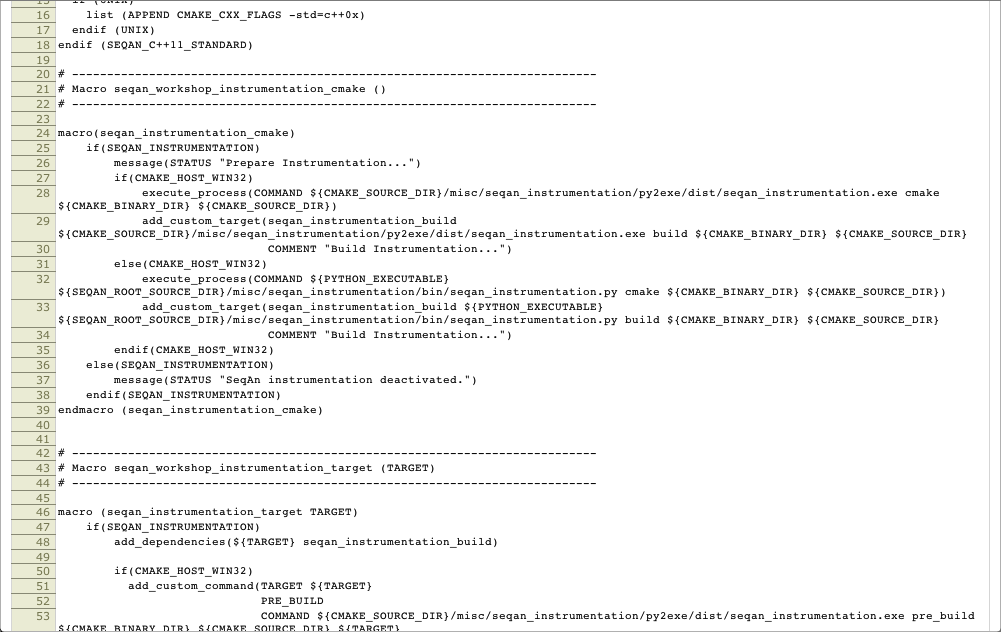 15   if (UNIX)
16     list (APPEND CMAKE_CXX_FLAGS -std=c++0x)
17   endif (UNIX)
18 endif (SEQAN_C++11_STANDARD)
19
20 # ---------------------------------------------------------------------------
21 # Macro seqan_workshop_instrumentation_cmake ()
22 # ---------------------------------------------------------------------------
23
24 macro(seqan_instrumentation_cmake)
25     if(SEQAN_INSTRUMENTATION)
26         message(STATUS "Prepare Instrumentation...")
27         if(CMAKE_HOST_WIN32)
28             execute_process(COMMAND ${CMAKE_SOURCE_DIR}/misc/seqan_instrumentation/py2exe/dist/seqan_instrumentation.exe cmake
${CMAKE_BINARY_DIR} ${CMAKE_SOURCE_DIR})
29             add_custom_target(seqan_instrumentation_build
${CMAKE_SOURCE_DIR}/misc/seqan_instrumentation/py2exe/dist/seqan_instrumentation.exe build ${CMAKE_BINARY_DIR} ${CMAKE_SOURCE_DIR}
30                               COMMENT "Build Instrumentation...")
31         else(CMAKE_HOST_WIN32)
32             execute_process(COMMAND ${PYTHON_EXECUTABLE}
${SEQAN_ROOT_SOURCE_DIR}/misc/seqan_instrumentation/bin/seqan_instrumentation.py cmake ${CMAKE_BINARY_DIR} ${CMAKE_SOURCE_DIR})
33             add_custom_target(seqan_instrumentation_build ${PYTHON_EXECUTABLE}
${SEQAN_ROOT_SOURCE_DIR}/misc/seqan_instrumentation/bin/seqan_instrumentation.py build ${CMAKE_BINARY_DIR} ${CMAKE_SOURCE_DIR}
34                               COMMENT "Build Instrumentation...")
35         endif(CMAKE_HOST_WIN32)
36     else(SEQAN_INSTRUMENTATION)
37         message(STATUS "SeqAn instrumentation deactivated.")
38     endif(SEQAN_INSTRUMENTATION)
39 endmacro (seqan_instrumentation_cmake)
40
41
42 # ---------------------------------------------------------------------------
43 # Macro seqan_workshop_instrumentation_target (TARGET)
44 # ---------------------------------------------------------------------------
45
46 macro (seqan_instrumentation_target TARGET)
47     if(SEQAN_INSTRUMENTATION)
48         add_dependencies(${TARGET} seqan_instrumentation_build)
49
50         if(CMAKE_HOST_WIN32)
51           add_custom_command(TARGET ${TARGET}
52                              PRE_BUILD
53                              COMMAND ${CMAKE_SOURCE_DIR}/misc/seqan_instrumentation/py2exe/dist/seqan_instrumentation.exe pre_build
${CMAKE_BINARY_DIR} ${CMAKE_SOURCE_DIR} ${TARGET}